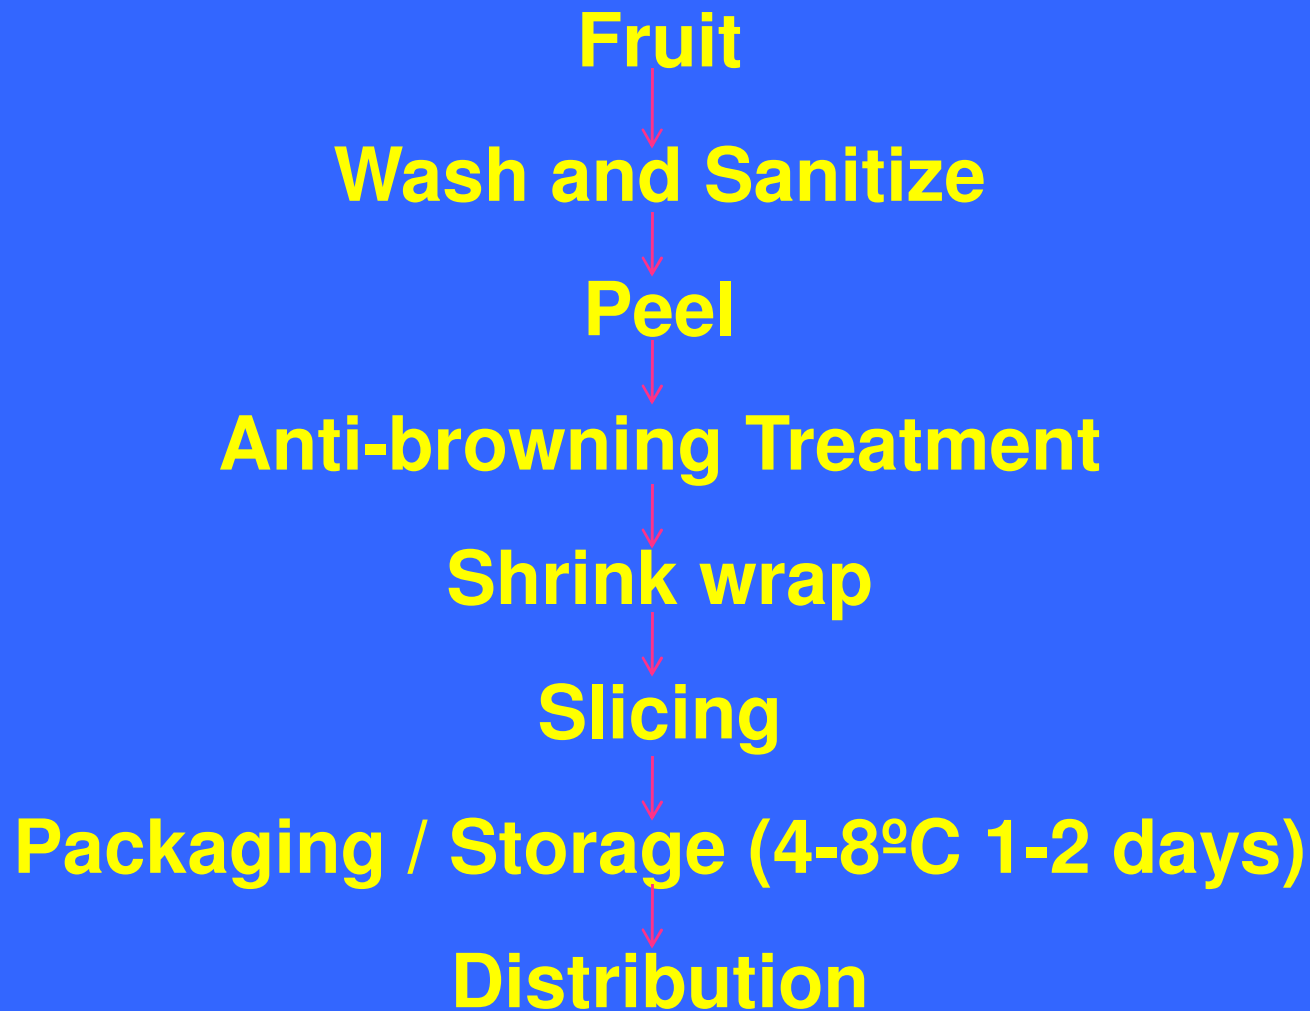 Fruit
Wash and Sanitize
Peel
Anti-browning Treatment
Shrink wrap
Slicing
Packaging / Storage (4-8ºC 1-2 days)
Distribution